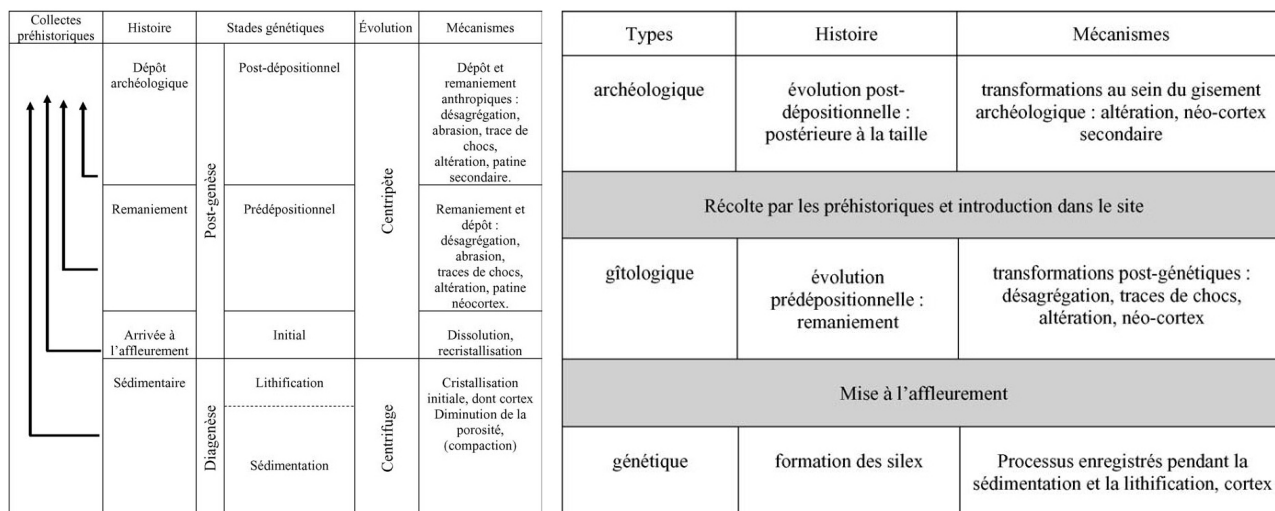 Collectes
préhistoriques
Histoire
Stades génétiques
Évolution
Mécanismes
Dépôt
archéologique
Post-dépositionnel
Dépôt et
remaniement
anthropiques :
désagrégation,
abrasion, trace de
chocs,
altération, patine
secondaire.
Post-genèse
Centripète
Remaniement
Prédépositionnel
Remaniement et
dépôt :
désagrégation,
abrasion,
traces de chocs,
altération, patine
néocortex.
Arrivée à
l'affleurement
Initial
Dissolution,
recristallisation
Sédimentaire
Diagenèse
Lithification
Sédimentation
Centrifuge
Cristallisation
initiale, dont cortex
Diminution de la
porosité,
(compaction)
Types
Histoire
Mécanismes
archéologique
évolution post-
dépositionnelle :
postérieure à la taille
transformations au sein du gisement
archéologique : altération, néo-cortex
secondaire
Récolte par les préhistoriques et introduction dans le site
gîtologique
évolution
prédépositionnelle :
remaniement
transformations post-génétiques :
désagrégation, traces de chocs,
altération, néo-cortex
Mise à l'affleurement
génétique
formation des silex
Processus enregistrés pendant la
sédimentation et la lithification, cortex